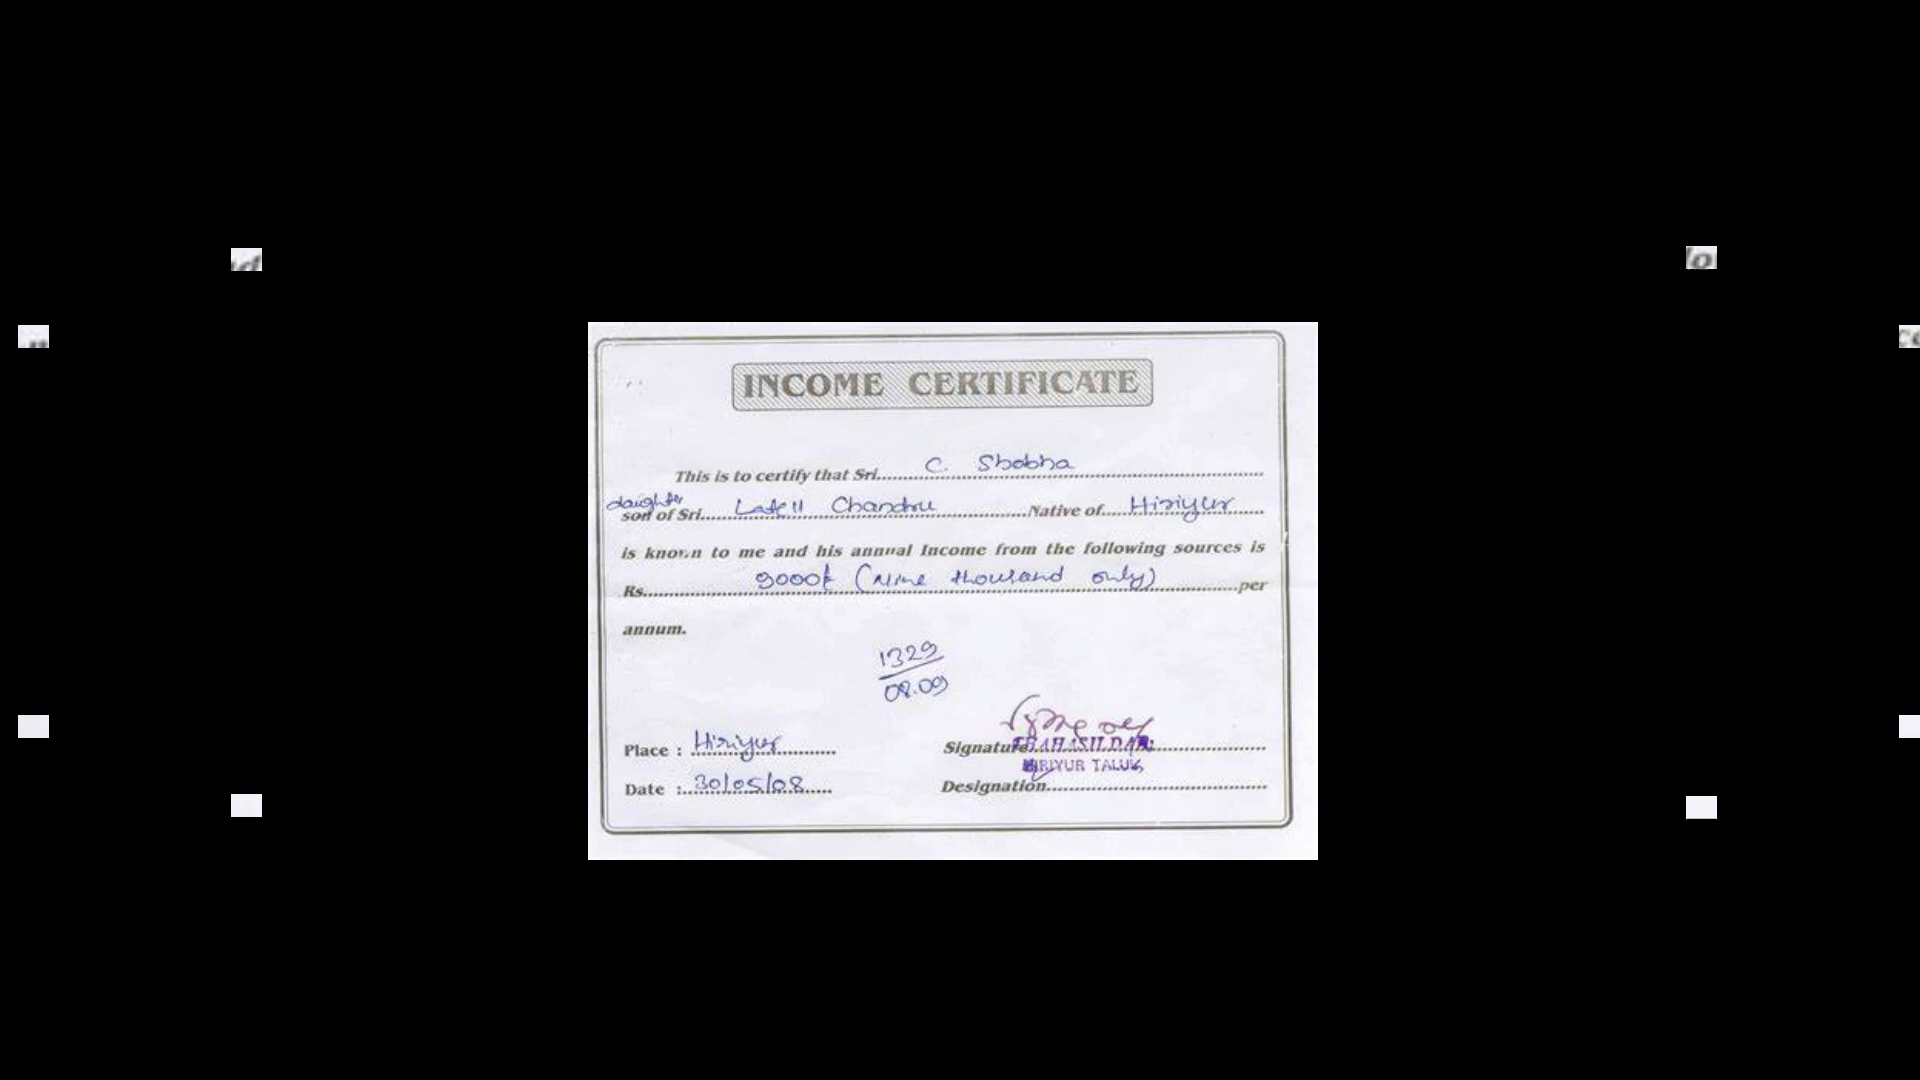 INCOME CERTIFICATE
This is to certify that Sri........ C. Shobha ........
daughter
son of Sri..... Late || Chandru ........Native of.... Hiriyur ......
is known to me and his annual Income from the following sources is
Rs........ 9000/- (Nine thousand only) ........per
annum.
1329
08.09
Place : Hiriyur
Signature........
TAHASILDAR
HIRIYUR TALUK
Date : 30/05/08
Designation........